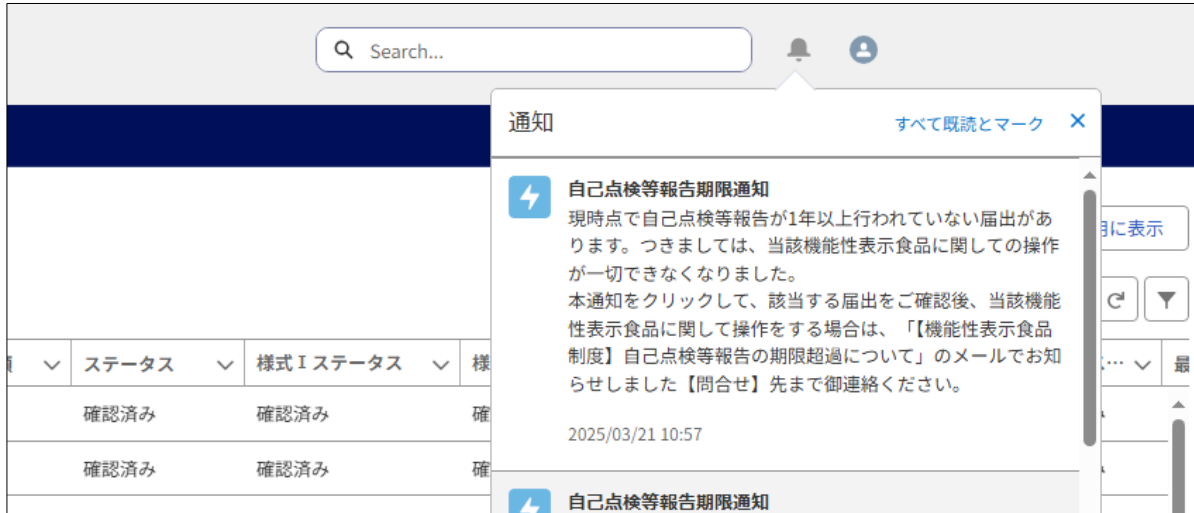 Search...
通知
すべて既読とマーク
自己点検等報告期限通知
現時点で自己点検等報告が1年以上行われていない届出があ
ります。つきましては、当該機能性表示食品に関しての操作
が一切できなくなりました。
本通知をクリックして、該当する届出をご確認後、当該機能
性表示食品に関して操作をする場合は、「【機能性表示食品
制度】自己点検等報告の期限超過について」のメールでお知
らせしました【問合せ】先まで御連絡ください。
2025/03/21 10:57
自己点検等報告期限通知
に表示
ステータス 様式Ⅰステータス 様 … 最
確認済み 確認済み 確
確認済み 確認済み 確